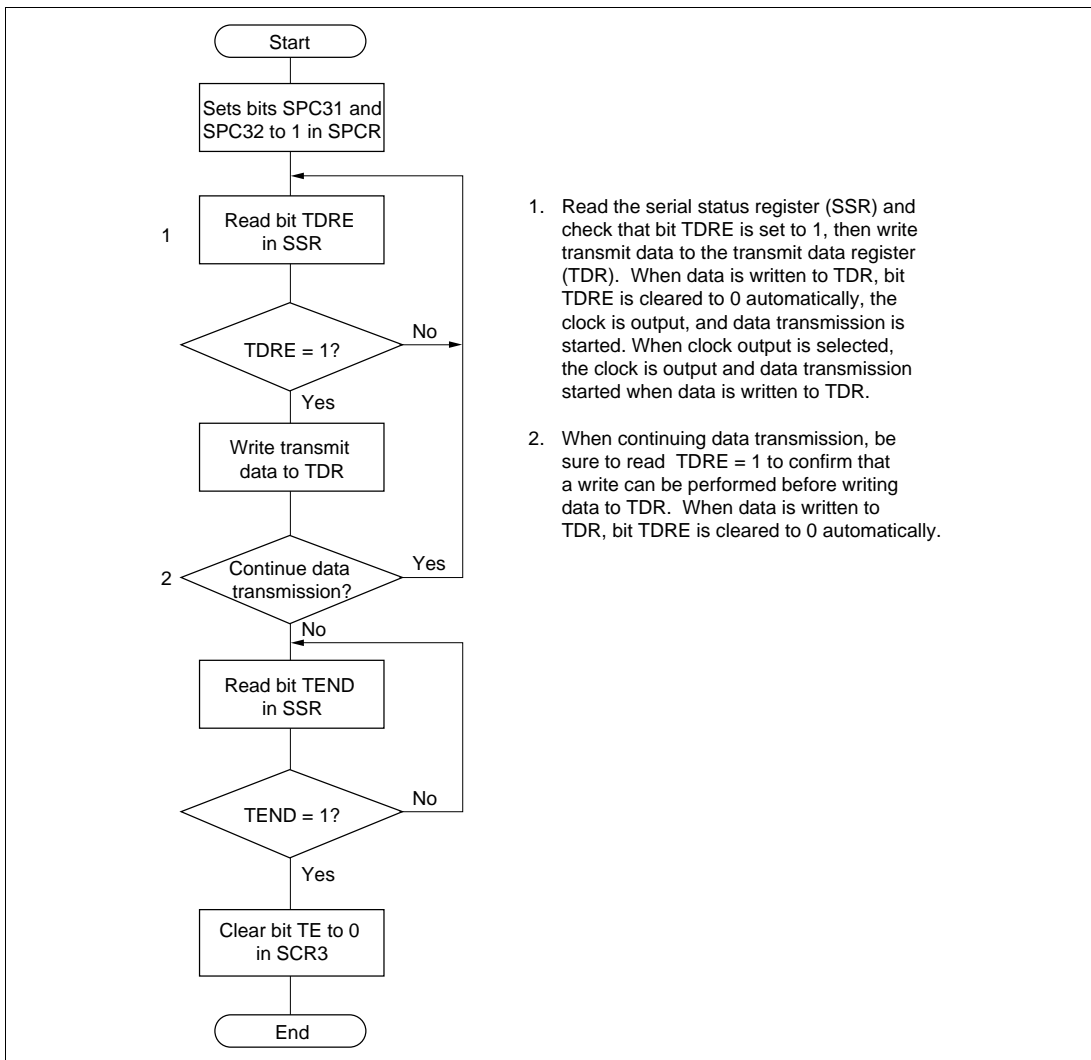 Start
Sets bits SPC31 and
SPC32 to 1 in SPCR
1
Read bit TDRE
in SSR
TDRE = 1?
No
Yes
Write transmit
data to TDR
2
Continue data
transmission?
Yes
No
Read bit TEND
in SSR
TEND = 1?
No
Yes
Clear bit TE to 0
in SCR3
End
1. Read the serial status register (SSR) and
check that bit TDRE is set to 1, then write
transmit data to the transmit data register
(TDR). When data is written to TDR, bit
TDRE is cleared to 0 automatically, the
clock is output, and data transmission is
started. When clock output is selected,
the clock is output and data transmission
started when data is written to TDR.
2. When continuing data transmission, be
sure to read TDRE = 1 to confirm that
a write can be performed before writing
data to TDR. When data is written to
TDR, bit TDRE is cleared to 0 automatically.